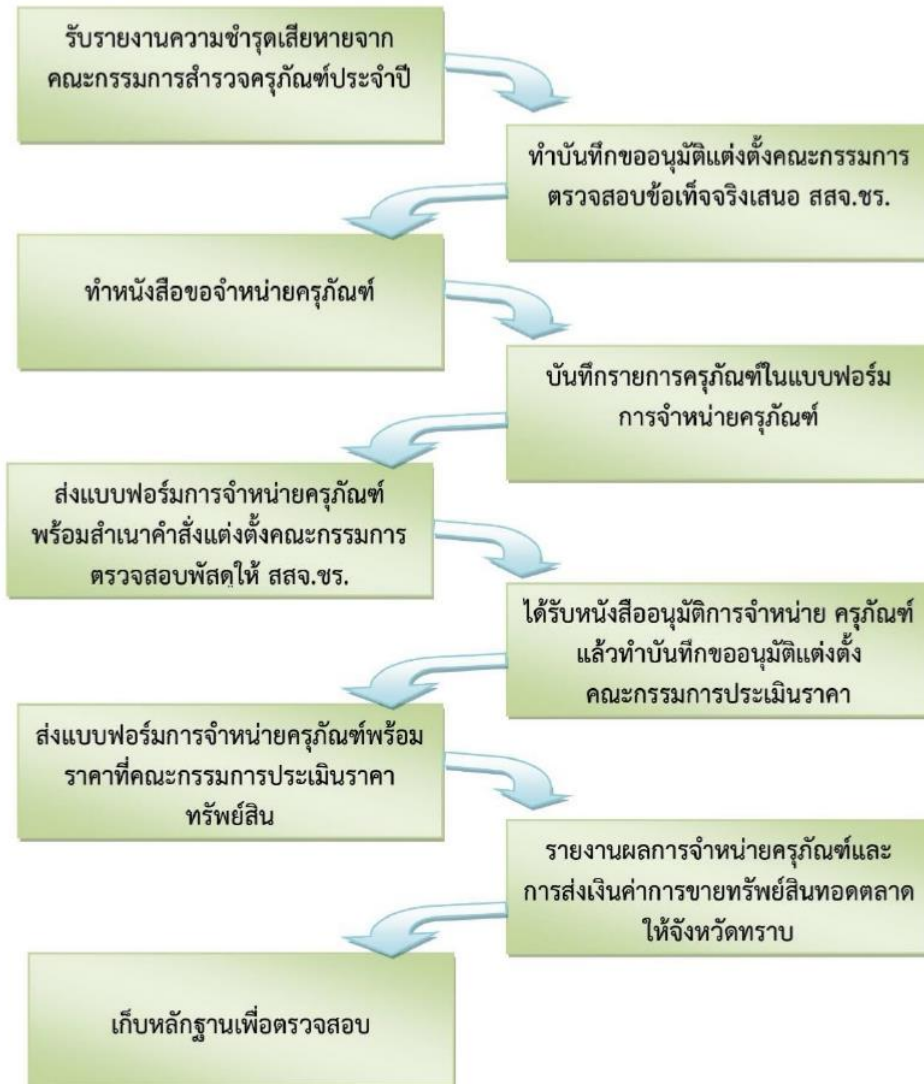 รับรายงานความชำรุดเสียหายจาก
คณะกรรมการสำรวจครุภัณฑ์ประจำปี
ทำบันทึกขออนุมัติแต่งตั้งคณะกรรมการ
ตรวจสอบข้อเท็จจริงเสนอ สสจ.ชร.
ทำหนังสือขอจำหน่ายครุภัณฑ์
บันทึกรายการครุภัณฑ์ในแบบฟอร์ม
การจำหน่ายครุภัณฑ์
ส่งแบบฟอร์มการจำหน่ายครุภัณฑ์
พร้อมสำเนาคำสั่งแต่งตั้งคณะกรรมการ
ตรวจสอบพัสดุให้ สสจ.ชร.
ได้รับหนังสืออนุมัติการจำหน่าย ครุภัณฑ์
แล้วทำบันทึกขออนุมัติแต่งตั้ง
คณะกรรมการประเมินราคา
ส่งแบบฟอร์มการจำหน่ายครุภัณฑ์พร้อม
ราคาที่คณะกรรมการประเมินราคา
ทรัพย์สิน
รายงานผลการจำหน่ายครุภัณฑ์และ
การส่งเงินค่าการขายทรัพย์สินทอดตลาด
ให้จังหวัดทราบ
เก็บหลักฐานเพื่อตรวจสอบ